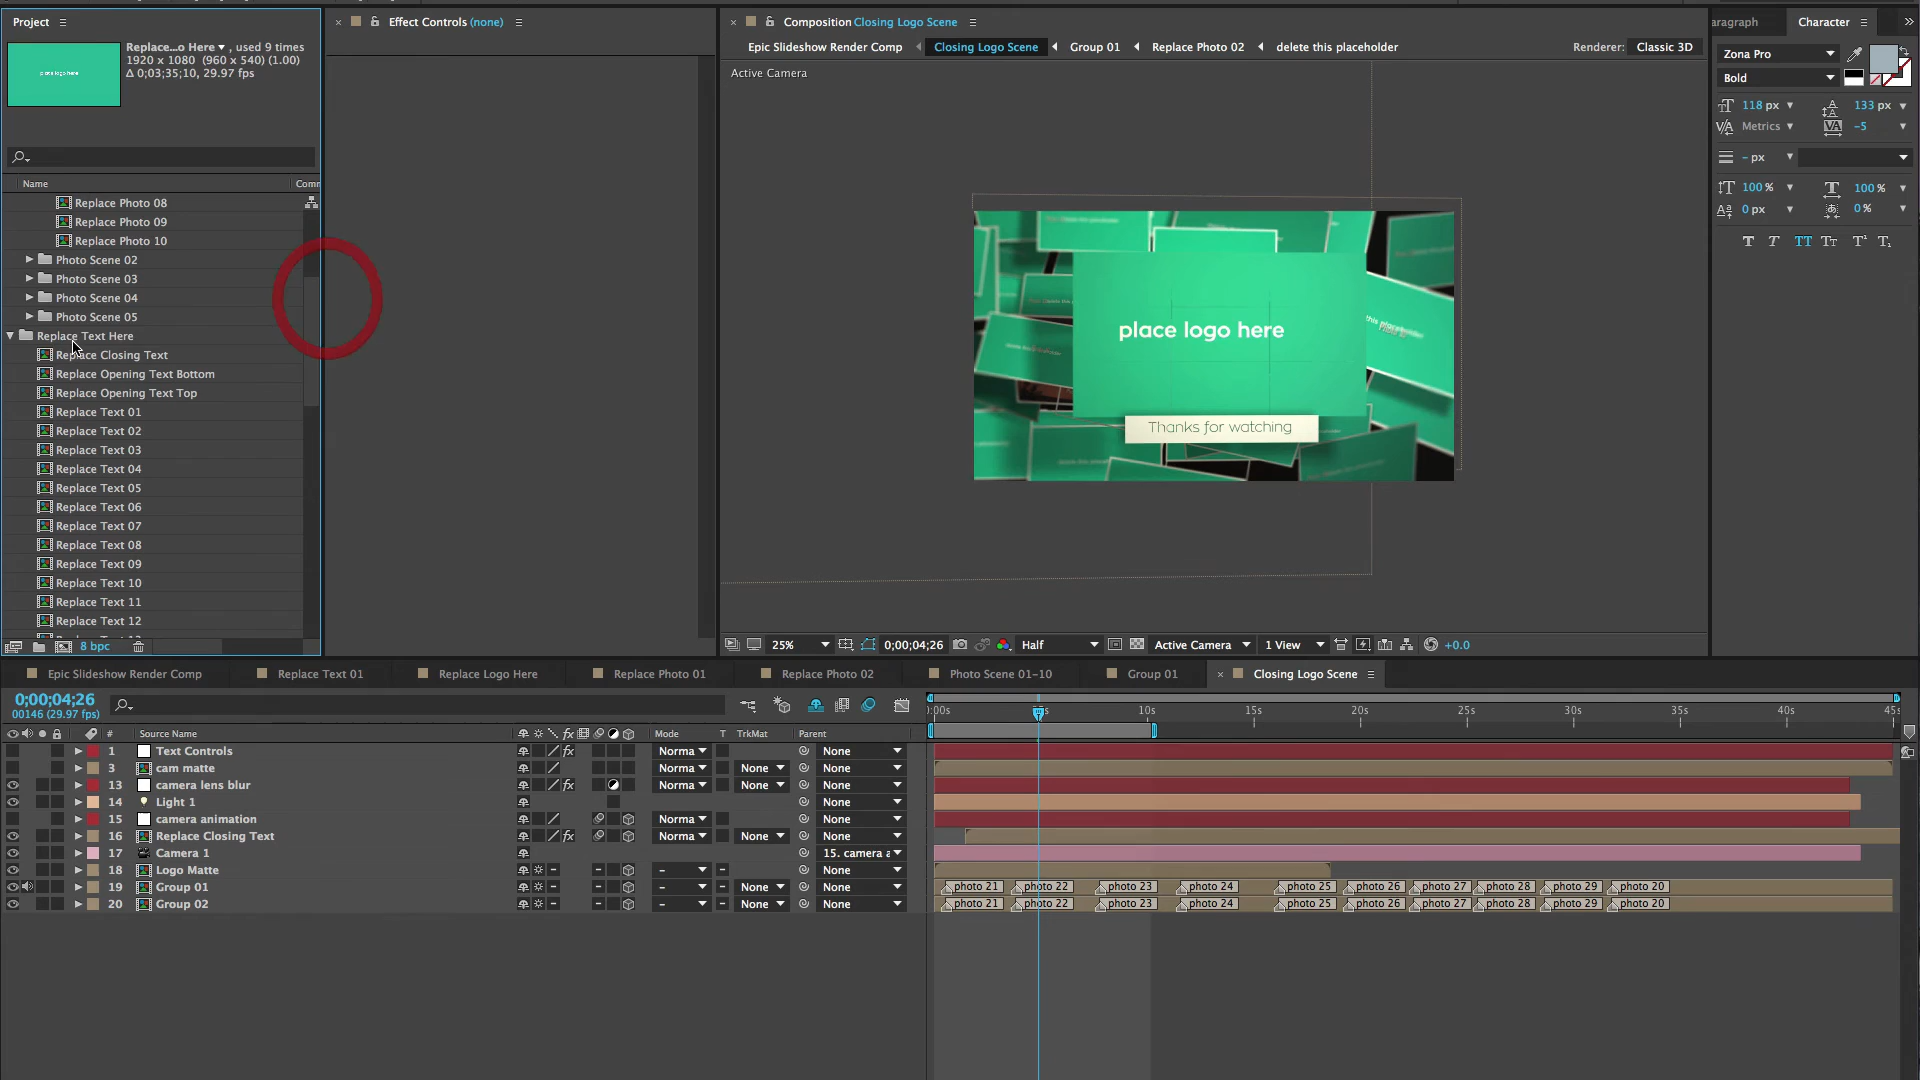 Project
Effect Controls (none)
Composition Closing Logo Scene
aragraph
Character
Replace...o Here ▾ , used 9 times
1920 x 1080 (960 x 540) (1.00)
Δ 0;03;35;10, 29.97 fps
place logo here
Epic Slideshow Render Comp
Closing Logo Scene
Group 01
Replace Photo 02
delete this placeholder
Renderer:
Classic 3D
Active Camera
Zona Pro
Bold
118 px
133 px
Metrics
-5
- px
100 %
100 %
0 px
0 %
Name
Comm
Replace Photo 08
Replace Photo 09
Replace Photo 10
Photo Scene 02
Photo Scene 03
Photo Scene 04
Photo Scene 05
Replace Text Here
Replace Closing Text
Replace Opening Text Bottom
Replace Opening Text Top
Replace Text 01
Replace Text 02
Replace Text 03
Replace Text 04
Replace Text 05
Replace Text 06
Replace Text 07
Replace Text 08
Replace Text 09
Replace Text 10
Replace Text 11
Replace Text 12
place logo here
Thanks for watching
8 bpc
25%
0;00;04;26
Half
Active Camera
1 View
+0.0
Epic Slideshow Render Comp
Replace Text 01
Replace Logo Here
Replace Photo 01
Replace Photo 02
Photo Scene 01-10
Group 01
Closing Logo Scene
0;00;04;26
00146 (29.97 fps)
# Source Name Mode T TrkMat Parent
):00s 5s 10s 15s 20s 25s 30s 35s 40s 45s
1 Text Controls Norma None
3 cam matte Norma None None
13 camera lens blur Norma None None
14 Light 1 None
15 camera animation Norma None
16 Replace Closing Text Norma None None
17 Camera 1 15. camera a
18 Logo Matte - None
19 Group 01 - None None
photo 21 photo 22 photo 23 photo 24 photo 25 photo 26 photo 27 photo 28 photo 29 photo 20
20 Group 02 - None None
photo 21 photo 22 photo 23 photo 24 photo 25 photo 26 photo 27 photo 28 photo 29 photo 20